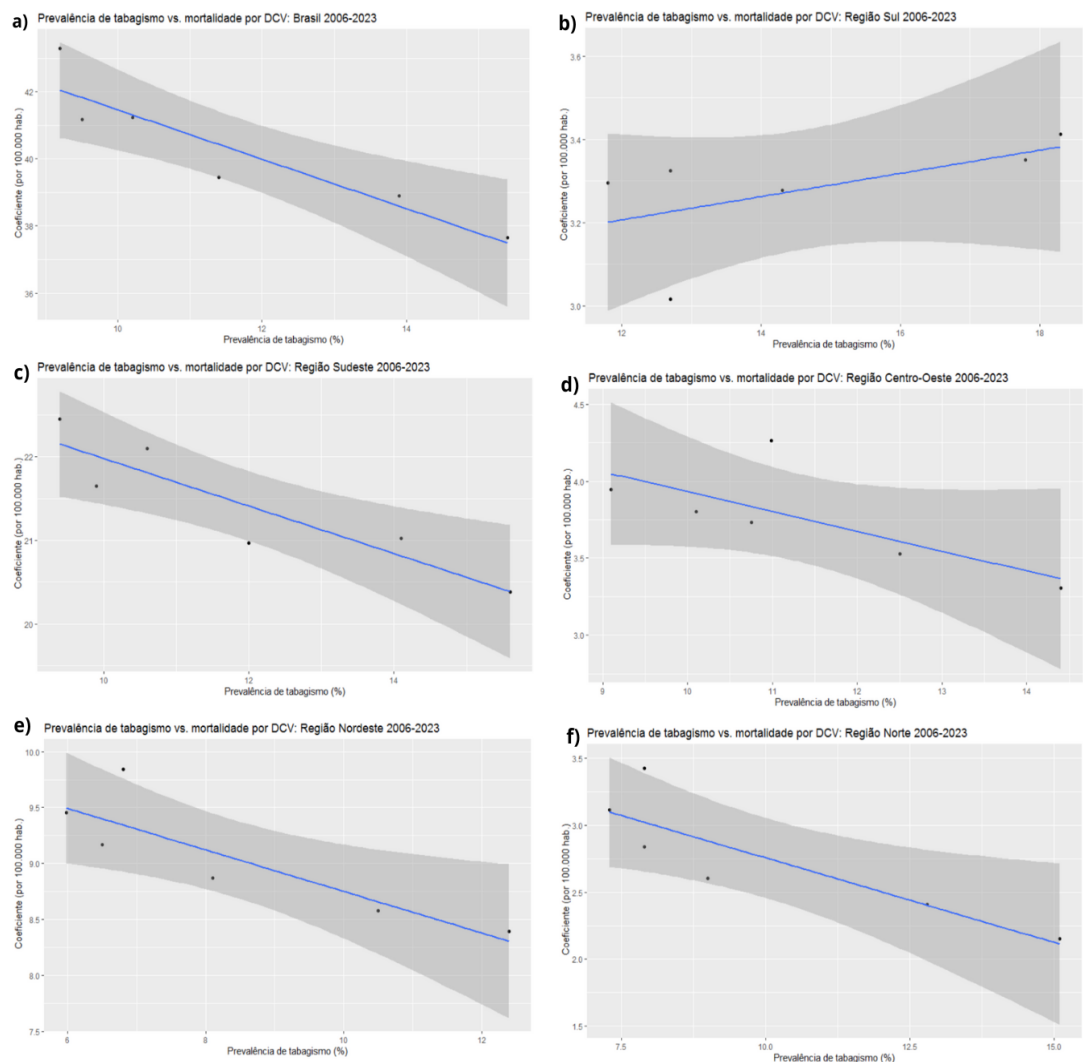 a) Prevalência de tabagismo vs. mortalidade por DCV: Brasil 2006-2023
Coeficiente (por 100.000 hab.)
42
40
38
36
10 12 14
Prevalência de tabagismo (%)
b) Prevalência de tabagismo vs. mortalidade por DCV: Região Sul 2006-2023
Coeficiente (por 100.000 hab.)
3.6
3.4
3.2
3.0
12 14 16 18
Prevalência de tabagismo (%)
c) Prevalência de tabagismo vs. mortalidade por DCV: Região Sudeste 2006-2023
Coeficiente (por 100.000 hab.)
22
21
20
10 12 14
Prevalência de tabagismo (%)
d) Prevalência de tabagismo vs. mortalidade por DCV: Região Centro-Oeste 2006-2023
Coeficiente (por 100.000 hab.)
4.5
4.0
3.5
3.0
9 10 11 12 13 14
Prevalência de tabagismo (%)
e) Prevalência de tabagismo vs. mortalidade por DCV: Região Nordeste 2006-2023
Coeficiente (por 100.000 hab.)
10.0
9.5
9.0
8.5
8.0
7.5
6 8 10 12
Prevalência de tabagismo (%)
f) Prevalência de tabagismo vs. mortalidade por DCV: Região Norte 2006-2023
Coeficiente (por 100.000 hab.)
3.5
3.0
2.5
2.0
1.5
7.5 10.0 12.5 15.0
Prevalência de tabagismo (%)